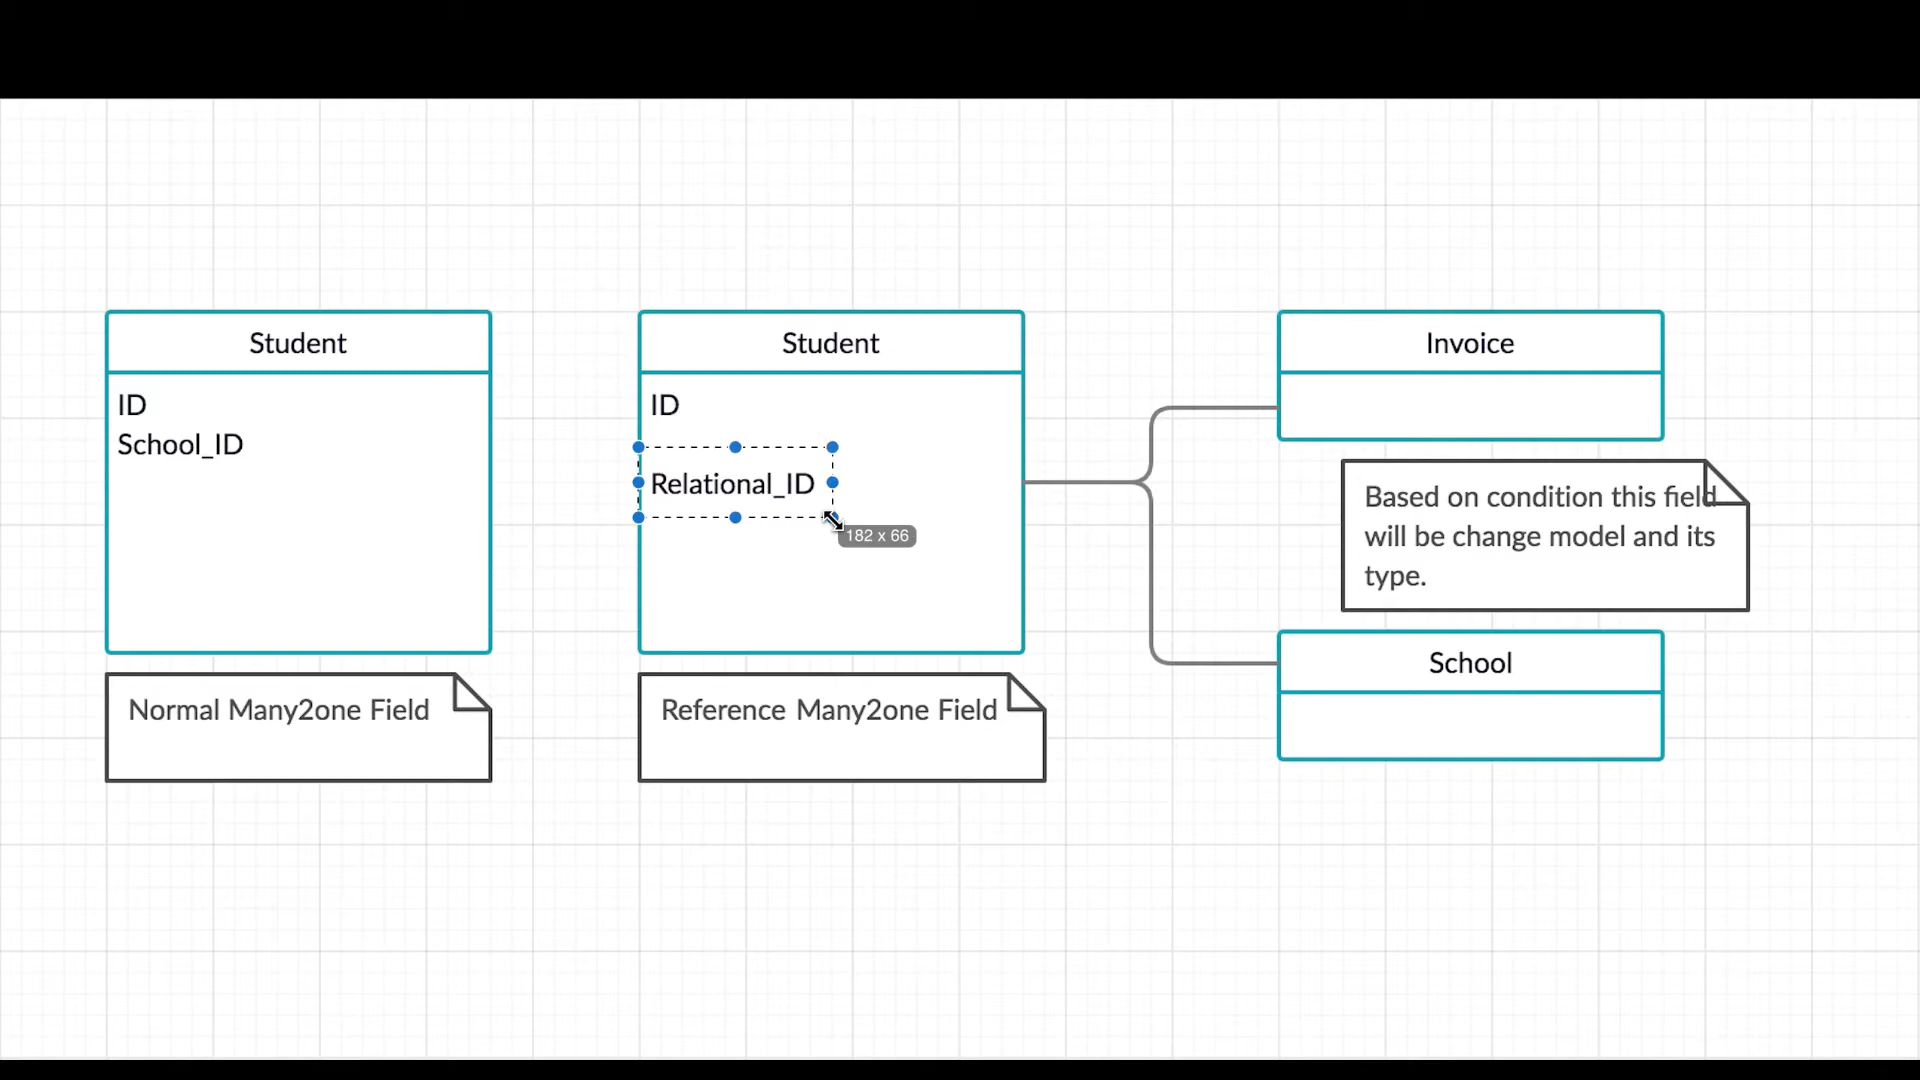 Student
ID
School_ID
Normal Many2one Field
Student
ID
Relational_ID
182 x 66
Reference Many2one Field
Invoice
Based on condition this field
will be change model and its
type.
School